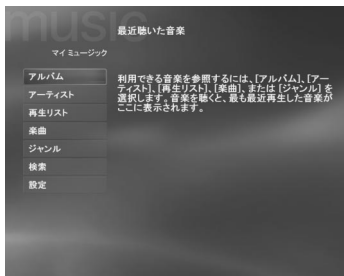 music
最近聴いた音楽
マイ ミュージック
アルバム
アーティスト
再生リスト
楽曲
ジャンル
検索
設定
利用できる音楽を参照するには、[アルバム]、[アー
ティスト]、[再生リスト]、[楽曲]、または [ジャンル] を
選択します。音楽を聴くと、最も最近再生した音楽が
ここに表示されます。